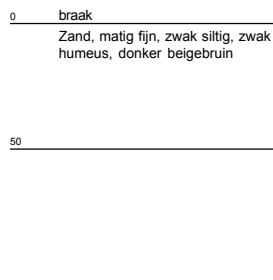 0 braak
Zand, matig fijn, zwak siltig, zwak
humeus, donker beigebruin
50